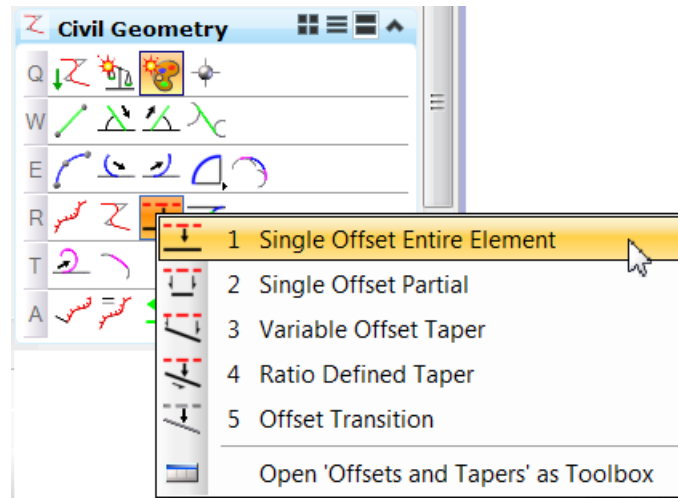 Civil Geometry
Q
W
E
R
T
A
1 Single Offset Entire Element
2 Single Offset Partial
3 Variable Offset Taper
4 Ratio Defined Taper
5 Offset Transition
Open 'Offsets and Tapers' as Toolbox